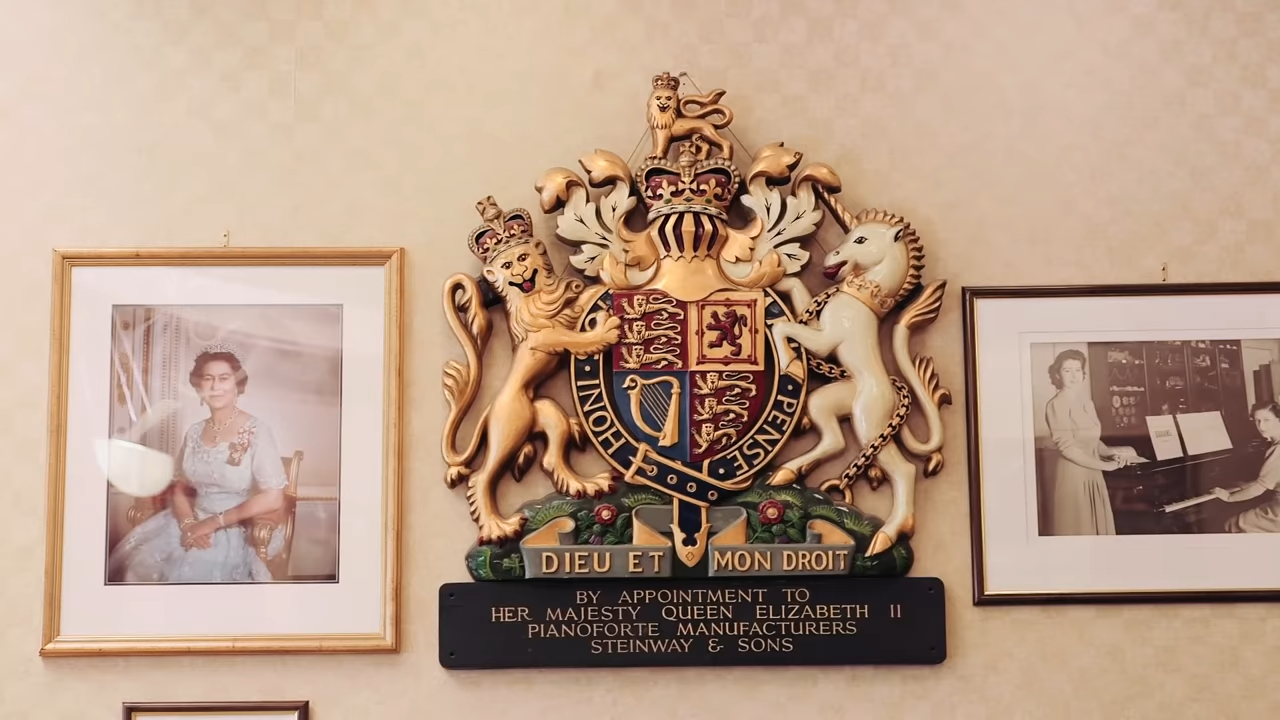 HONI
PENSE
DIEU ET MON DROIT
BY APPOINTMENT TO
HER MAJESTY QUEEN ELIZABETH II
PIANOFORTE MANUFACTURERS
STEINWAY & SONS